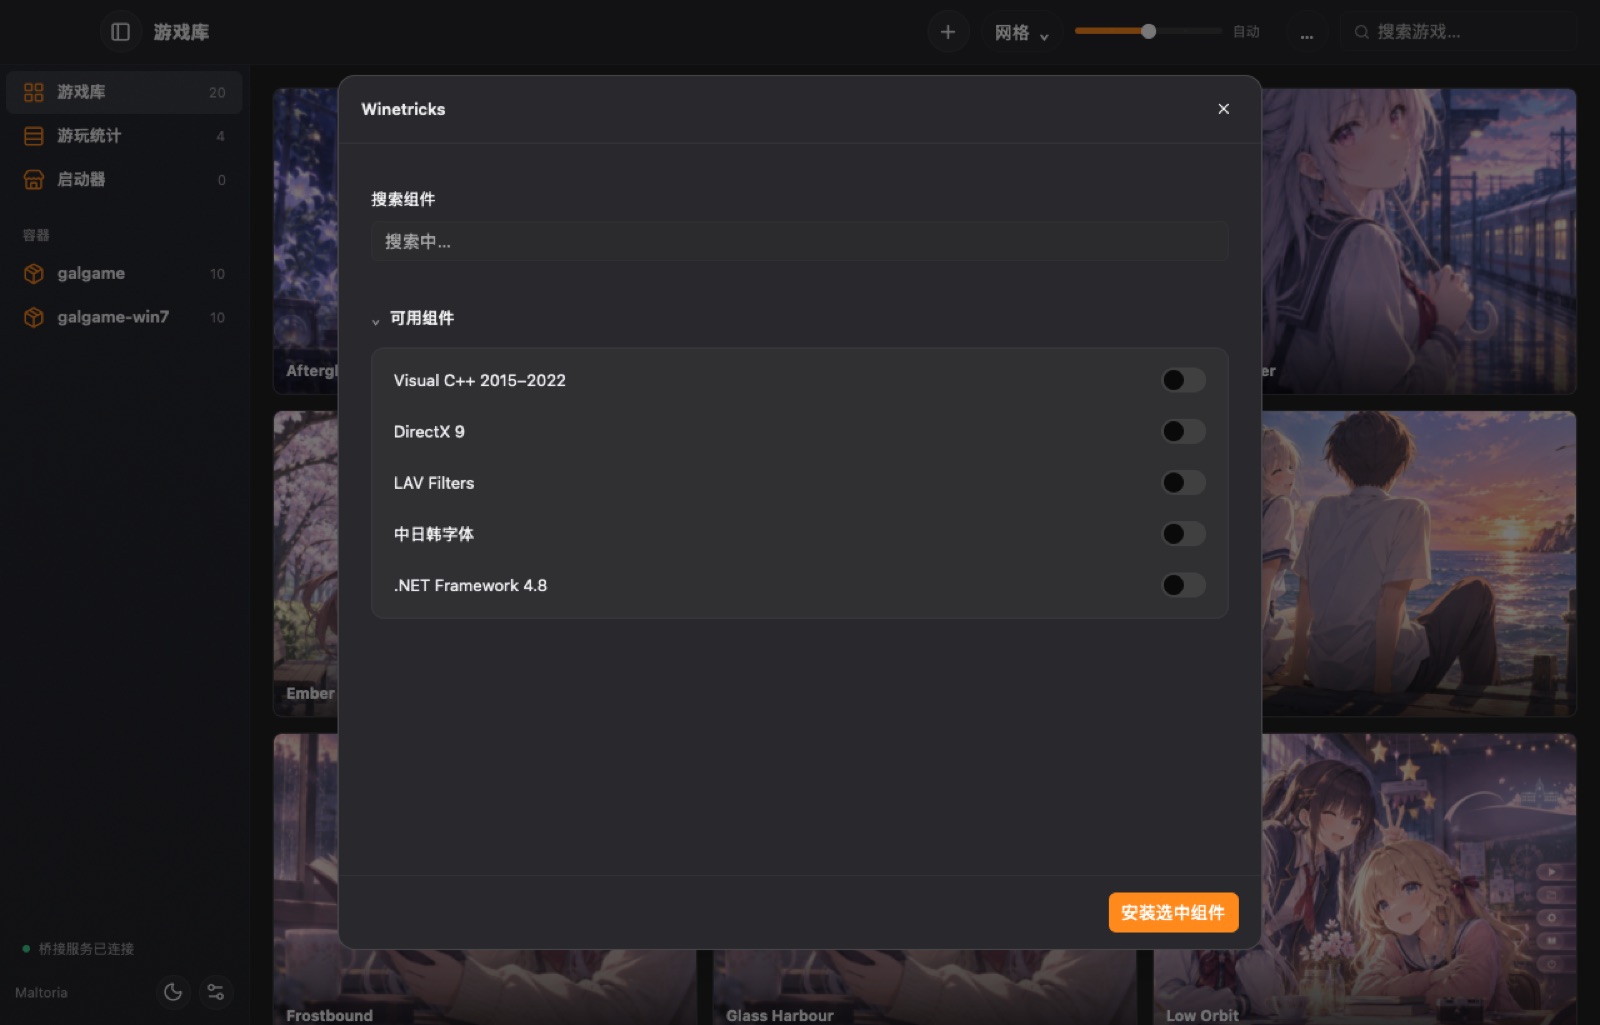 游戏库
网格
自动
...
搜索游戏...
游戏库 20
游玩统计 4
启动器 0
容器
galgame 10
galgame-win7 10
桥接服务已连接
Maltoria
Winetricks
搜索组件
搜索中...
可用组件
Visual C++ 2015–2022
DirectX 9
LAV Filters
中日韩字体
.NET Framework 4.8
安装选中组件
Aftergl
er
Ember
Frostbound
Glass Harbour
Low Orbit